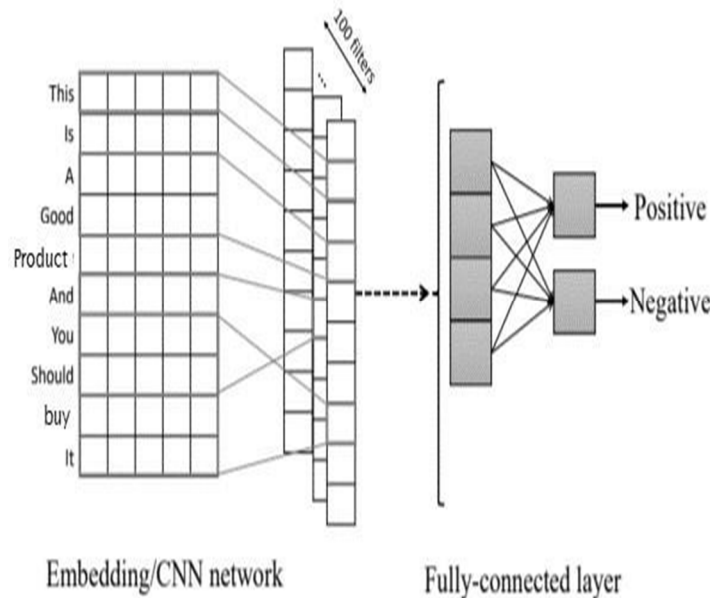 100 filters
...
This
Is
A
Good
Product
And
You
Should
buy
It
Positive
Negative
Embedding/CNN network
Fully-connected layer